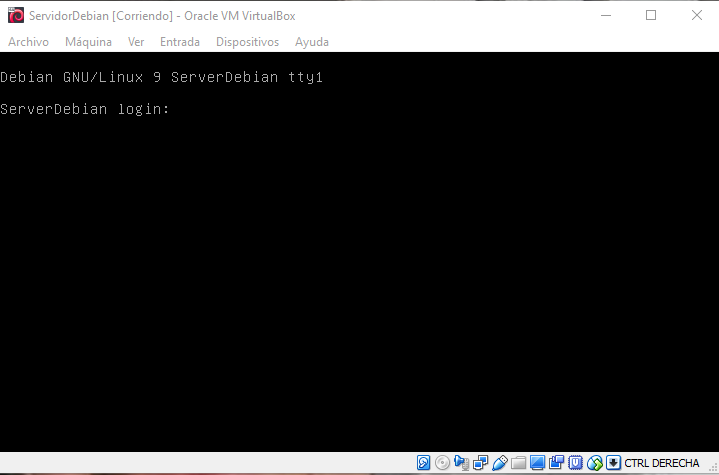 ServidorDebian [Corriendo] - Oracle VM VirtualBox
Archivo Máquina Ver Entrada Dispositivos Ayuda
Debian GNU/Linux 9 ServerDebian tty1
ServerDebian login:
CTRL DERECHA